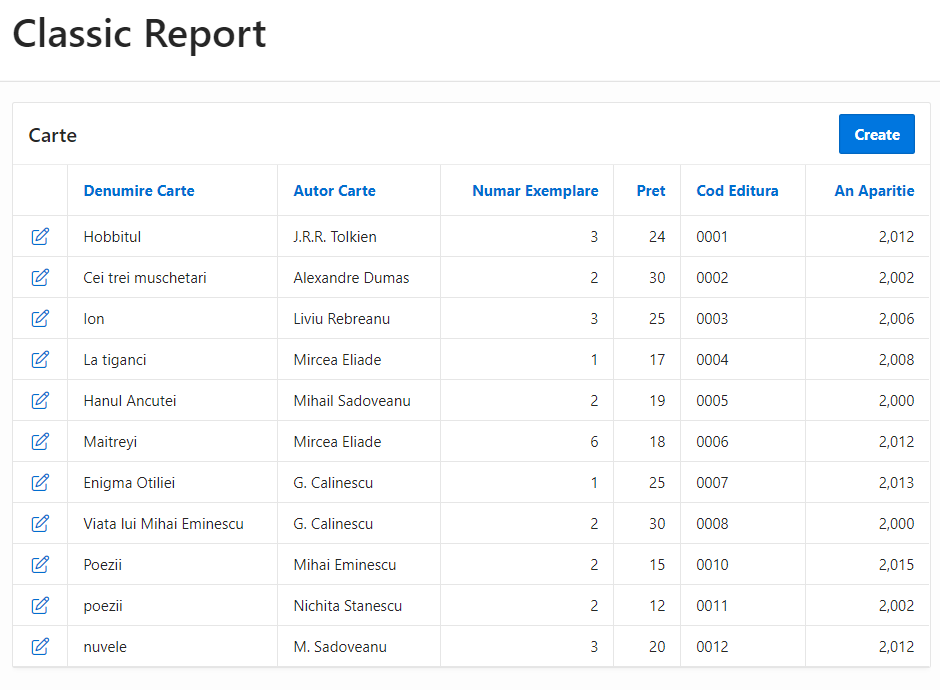 Classic Report
Carte Create
Denumire Carte Autor Carte Numar Exemplare Pret Cod Editura An Aparitie
Hobbitul J.R.R. Tolkien 3 24 0001 2,012
Cei trei muschetari Alexandre Dumas 2 30 0002 2,002
Ion Liviu Rebreanu 3 25 0003 2,006
La tiganci Mircea Eliade 1 17 0004 2,008
Hanul Ancutei Mihail Sadoveanu 2 19 0005 2,000
Maitreyi Mircea Eliade 6 18 0006 2,012
Enigma Otiliei G. Calinescu 1 25 0007 2,013
Viata lui Mihai Eminescu G. Calinescu 2 30 0008 2,000
Poezii Mihai Eminescu 2 15 0010 2,015
poezii Nichita Stanescu 2 12 0011 2,002
nuvele M. Sadoveanu 3 20 0012 2,012